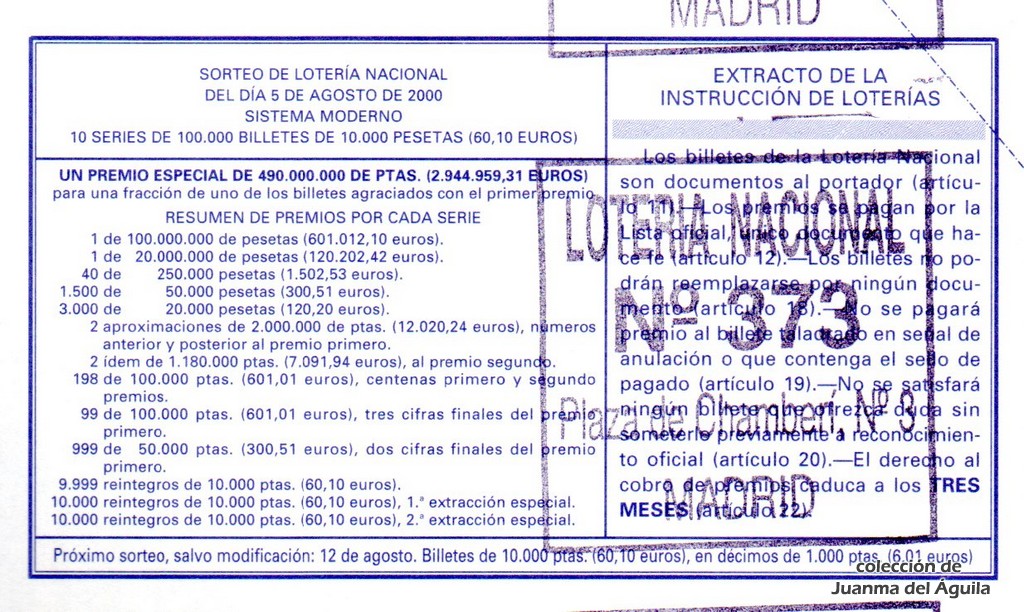 MADRID
SORTEO DE LOTERÍA NACIONAL
DEL DÍA 5 DE AGOSTO DE 2000
SISTEMA MODERNO
10 SERIES DE 100.000 BILLETES DE 10.000 PESETAS (60,10 EUROS)
UN PREMIO ESPECIAL DE 490.000.000 DE PTAS. (2.944.959,31 EUROS)
para una fracción de uno de los billetes agraciados con el primer premio
RESUMEN DE PREMIOS POR CADA SERIE
1 de 100.000.000 de pesetas (601.012,10 euros).
1 de 20.000.000 de pesetas (120.202,42 euros).
40 de 250.000 pesetas (1.502,53 euros).
1.500 de 50.000 pesetas (300,51 euros).
3.000 de 20.000 pesetas (120,20 euros).
2 aproximaciones de 2.000.000 de ptas. (12.020,24 euros), números
anterior y posterior al premio primero.
2 ídem de 1.180.000 ptas. (7.091,94 euros), al premio segundo.
198 de 100.000 ptas. (601,01 euros), centenas primero y segundo
premios.
99 de 100.000 ptas. (601,01 euros), tres cifras finales del premio
primero.
999 de 50.000 ptas. (300,51 euros), dos cifras finales del premio
primero.
9.999 reintegros de 10.000 ptas. (60,10 euros).
10.000 reintegros de 10.000 ptas. (60,10 euros), 1.ª extracción especial.
10.000 reintegros de 10.000 ptas. (60,10 euros), 2.ª extracción especial.
EXTRACTO DE LA
INSTRUCCIÓN DE LOTERÍAS
Los billetes de la Lotería Nacional
son documentos al portador (artícu-
lo 11).—Los premios se pagan por la
Lista oficial, único documento que ha-
ce fe (artículo 12).—Los billetes no po-
drán reemplazarse por ningún docu-
mento (artículo 18).—No se pagará
premio al billete taladrado en señal de
anulación o que contenga el sello de
pagado (artículo 19).—No se satisfará
ningún billete que ofrezca duda sin
someterle previamente a reconocimien-
to oficial (artículo 20).—El derecho al
cobro de premios caduca a los TRES
MESES (artículo 22).
LOTERIA NACIONAL
Nº 373
Plaza de Chamberí, Nº 3
MADRID
Próximo sorteo, salvo modificación: 12 de agosto. Billetes de 10.000 ptas. (60,10 euros), en décimos de 1.000 ptas. (6,01 euros)
colección de
Juanma del Águila